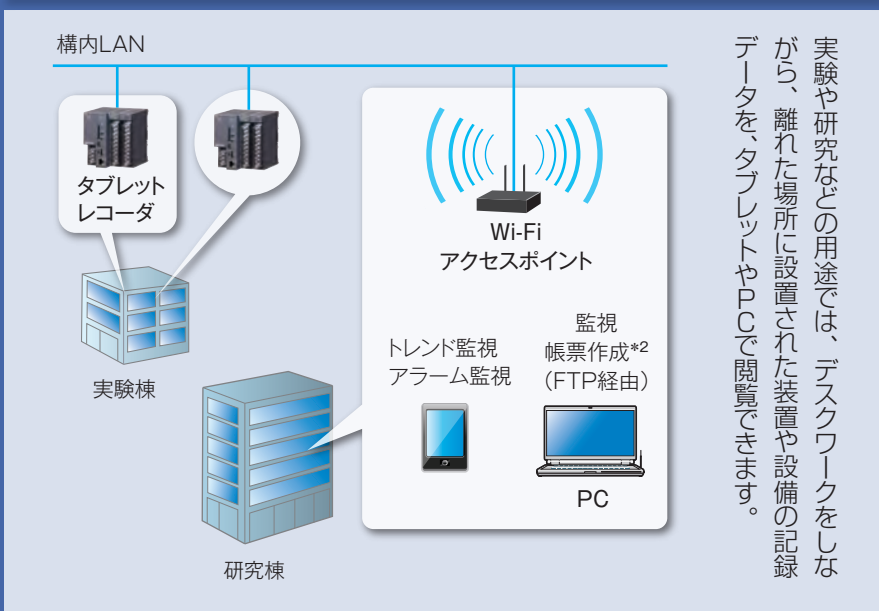 実験や研究などの用途では、デスクワークをしな
がら、離れた場所に設置された装置や設備の記録
データを、タブレットやPCで閲覧できます。
構内LAN
タブレット
レコーダ
実験棟
研究棟
Wi-Fi
アクセスポイント
トレンド監視
アラーム監視
監視
帳票作成*2
（FTP経由）
PC